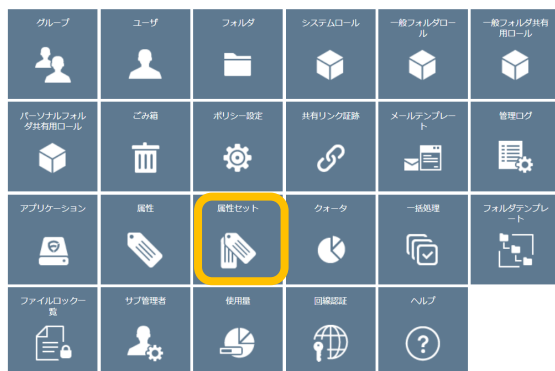 グループ
ユーザ
フォルダ
システムロール
一般フォルダロー
ル
一般フォルダ共有
用ロール
パーソナルフォル
ダ共有用ロール
ごみ箱
ポリシー設定
共有リンク証跡
メールテンプレー
ト
管理ログ
アプリケーション
属性
属性セット
クォータ
一括処理
フォルダテンプレ
ート
ファイルロック一
覧
サブ管理者
使用量
回線認証
ヘルプ
?